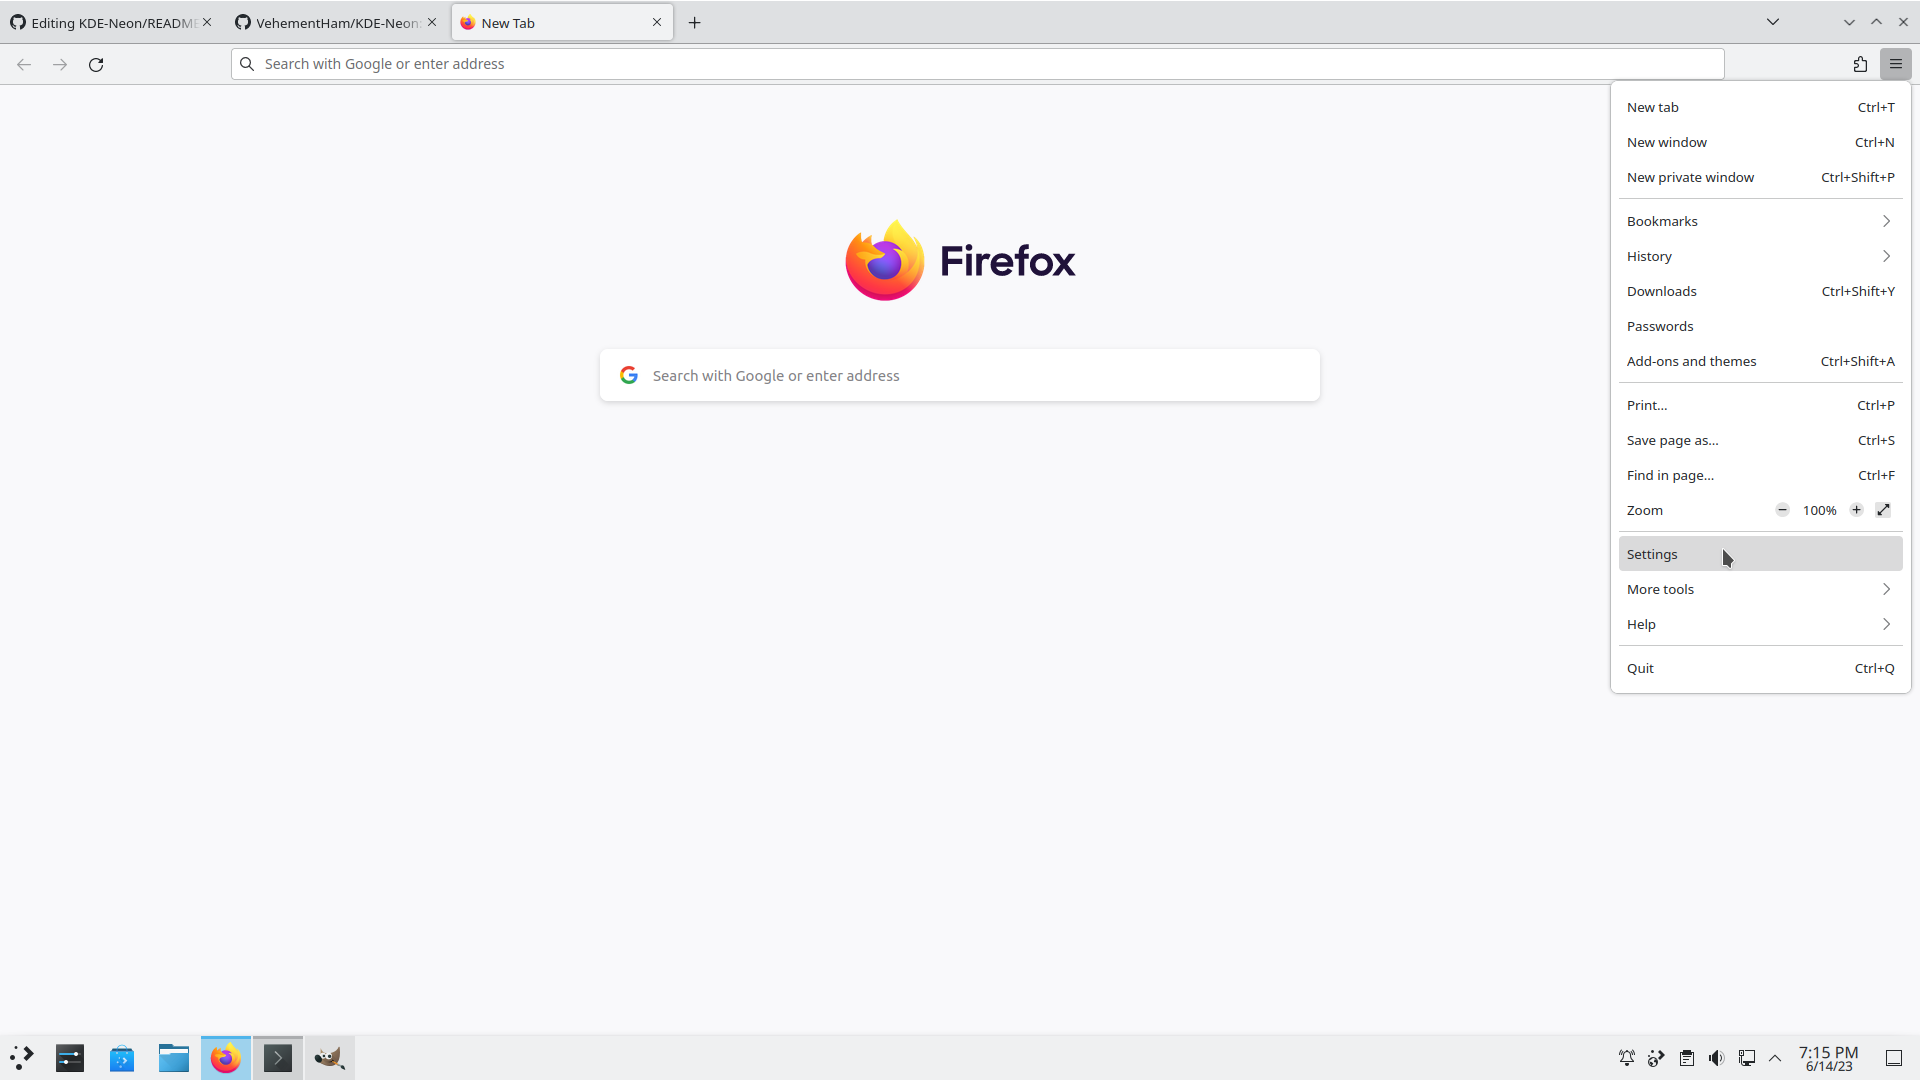 Editing KDE-Neon/README
VehementHam/KDE-Neon:
New Tab
Search with Google or enter address
New tab Ctrl+T
New window Ctrl+N
New private window Ctrl+Shift+P
Bookmarks
History
Downloads Ctrl+Shift+Y
Passwords
Add-ons and themes Ctrl+Shift+A
Print... Ctrl+P
Save page as... Ctrl+S
Find in page... Ctrl+F
Zoom 100%
Settings
More tools
Help
Quit Ctrl+Q
Firefox
Search with Google or enter address
7:15 PM
6/14/23